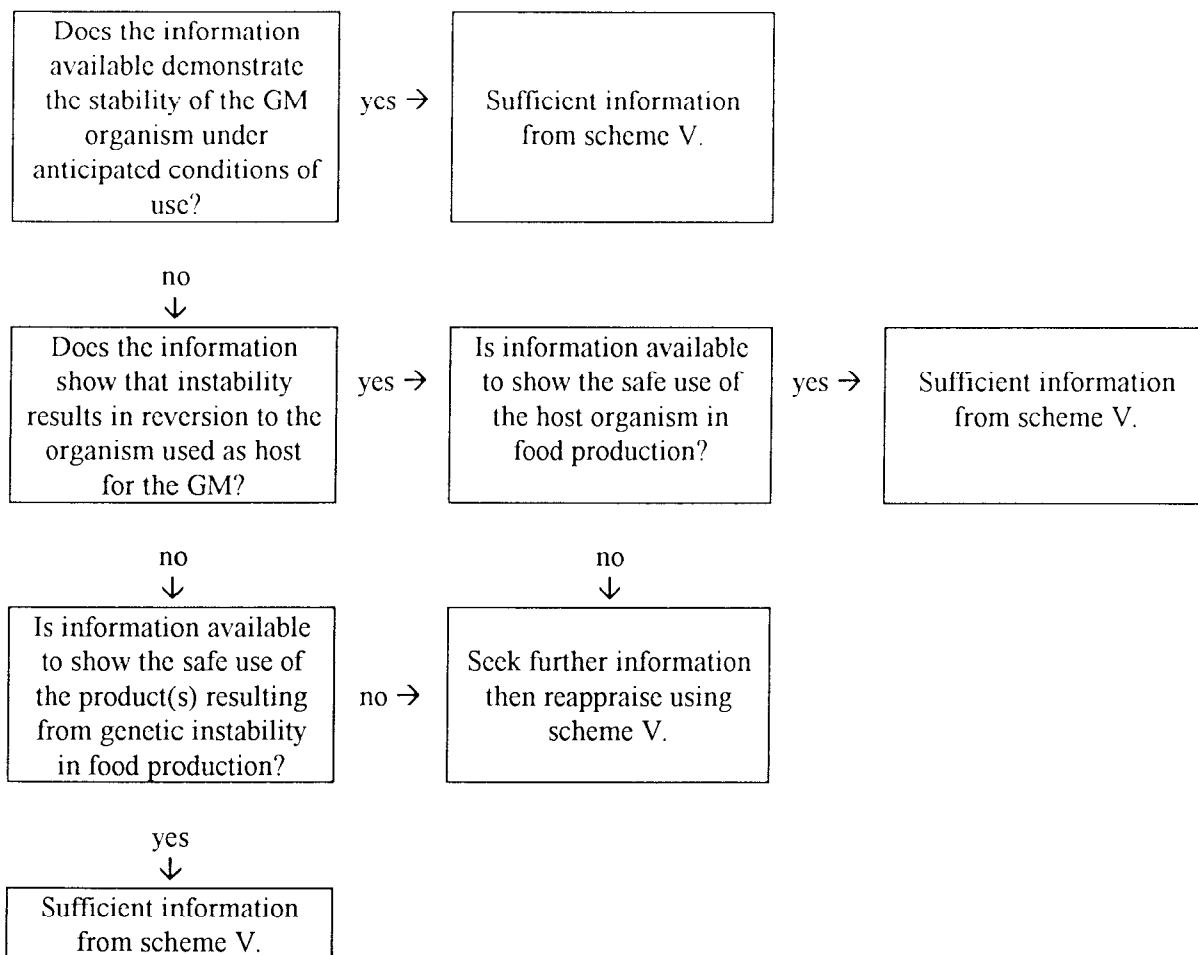 Does the information
available demonstrate
the stability of the GM
organism under
anticipated conditions of
use?
yes →
Sufficient information
from scheme V.
no
↓
Does the information
show that instability
results in reversion to the
organism used as host
for the GM?
yes →
Is information available
to show the safe use of
the host organism in
food production?
yes →
Sufficient information
from scheme V.
no
↓
no
↓
Is information available
to show the safe use of
the product(s) resulting
from genetic instability
in food production?
no →
Seek further information
then reappraise using
scheme V.
yes
↓
Sufficient information
from scheme V.